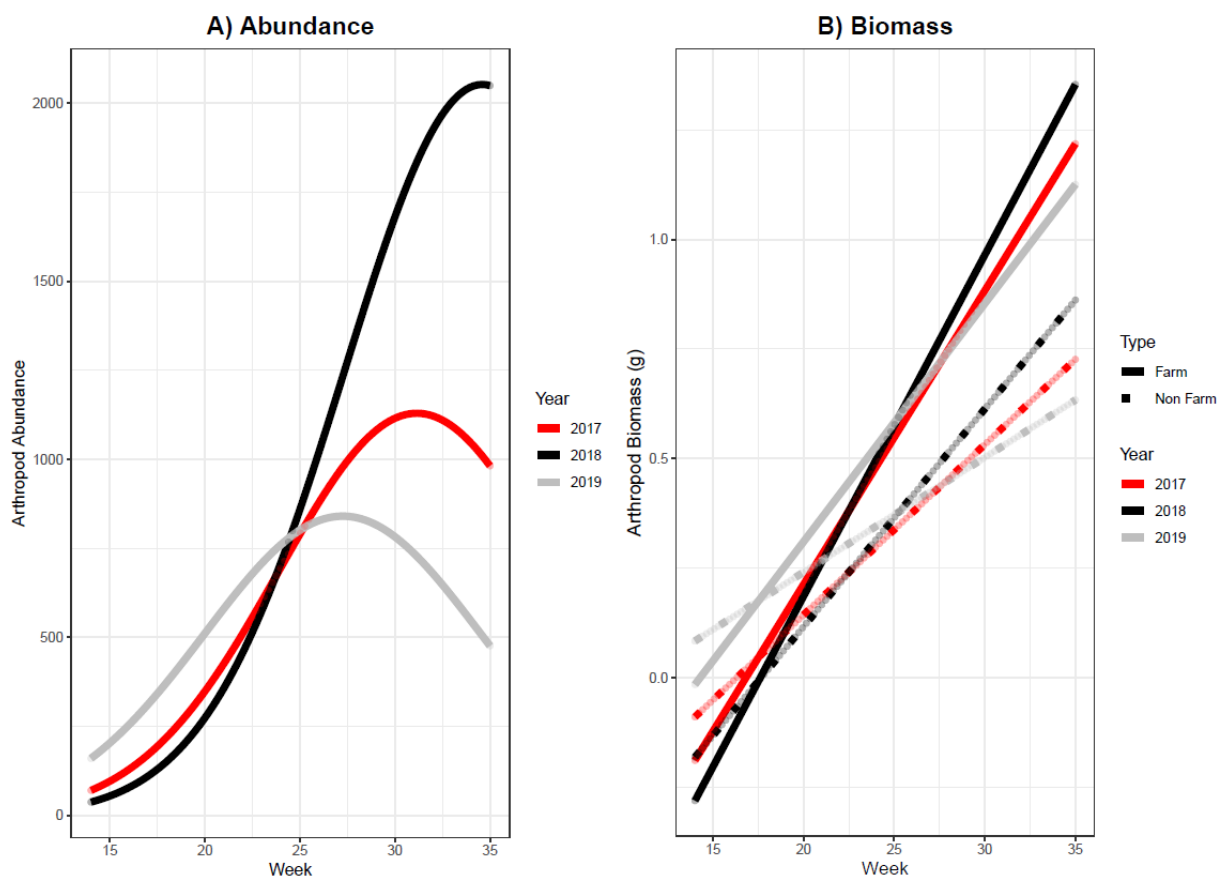 A) Abundance
Arthropod Abundance
2000
1500
1000
500
0
15
20
25
30
35
Week
Year
2017
2018
2019
B) Biomass
Arthropod Biomass (g)
1.0
0.5
0.0
15
20
25
30
35
Week
Type
Farm
Non Farm
Year
2017
2018
2019